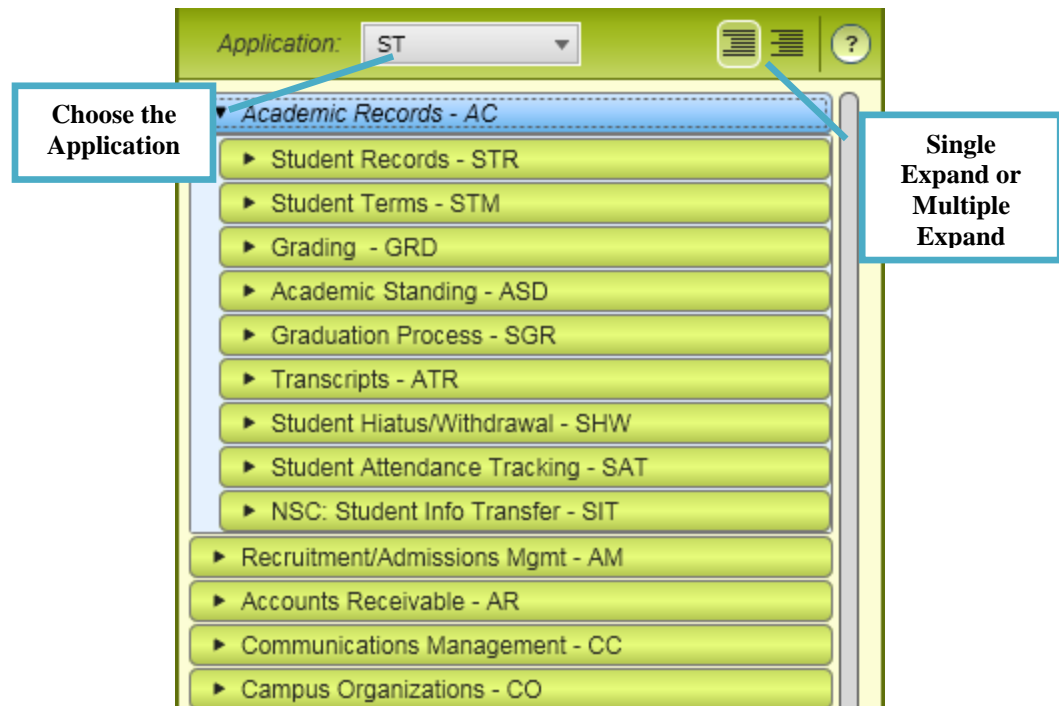 Application: ST
?
Choose the
Application
Academic Records - AC
Single
Expand or
Multiple
Expand
Student Records - STR
Student Terms - STM
Grading - GRD
Academic Standing - ASD
Graduation Process - SGR
Transcripts - ATR
Student Hiatus/Withdrawal - SHW
Student Attendance Tracking - SAT
NSC: Student Info Transfer - SIT
Recruitment/Admissions Mgmt - AM
Accounts Receivable - AR
Communications Management - CC
Campus Organizations - CO